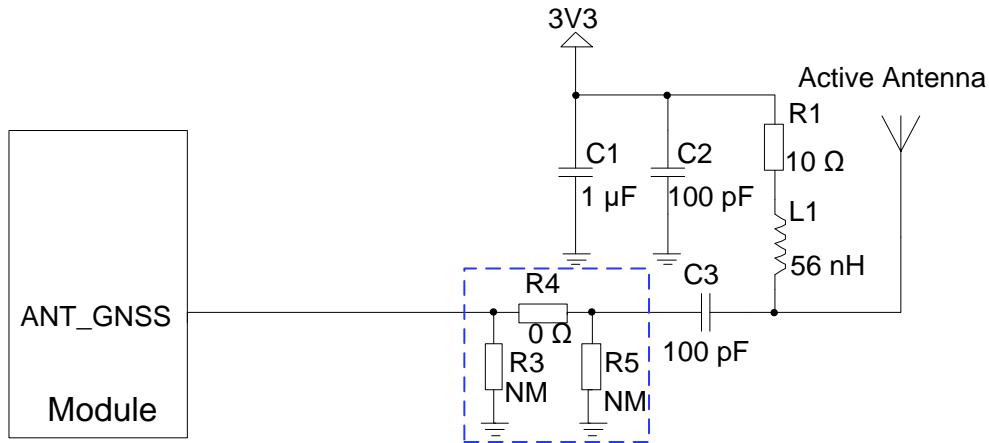 3V3
Active Antenna
R1
10 Ω
C1
1 µF
C2
100 pF
L1
56 nH
C3
100 pF
ANT_GNSS
R4
0 Ω
R3
NM
R5
NM
Module